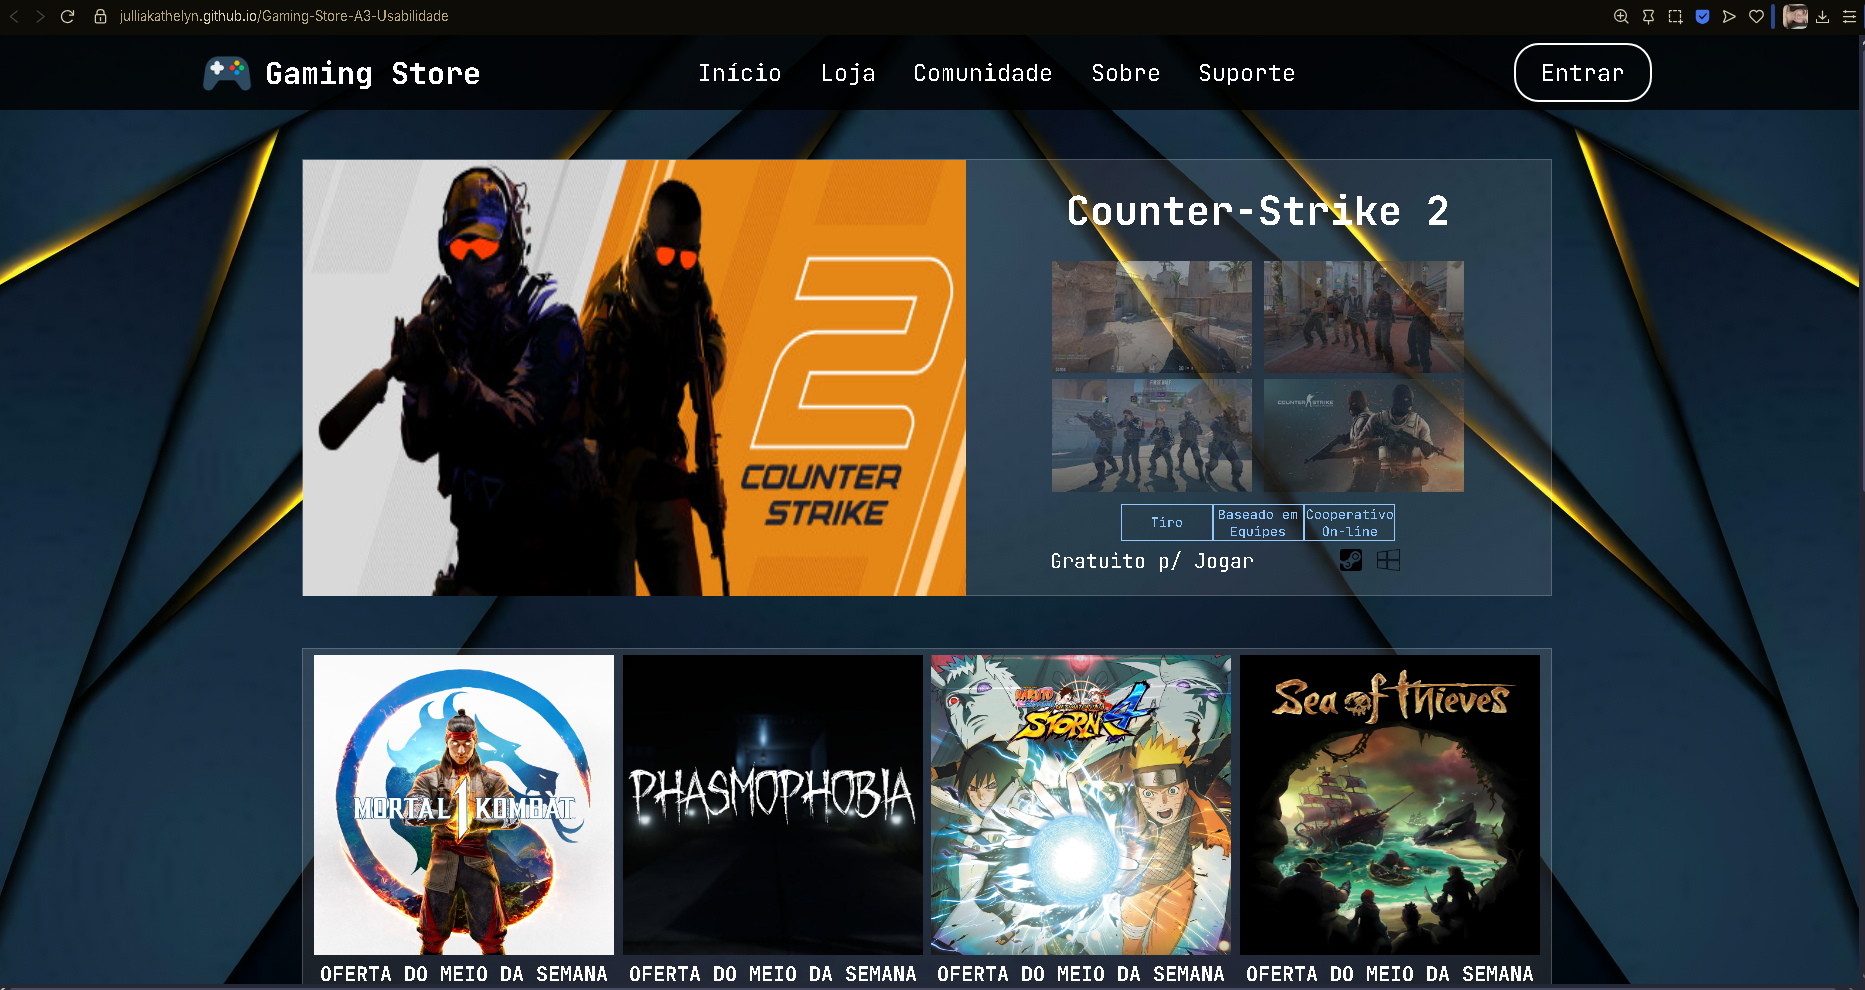 julliakathelyn.github.io/Gaming-Store-A3-Usabilidade
Gaming Store
Início Loja Comunidade Sobre Suporte
Entrar
2
COUNTER
STRIKE
Counter-Strike 2
COUNTER STRIKE
Tiro
Baseado em
Equipes
Cooperativo
On-line
Gratuito p/ Jogar
MORTAL 1 KOMBAT
PHASMOPHOBIA
NARUTO
STORM 4
Sea of Thieves
OFERTA DO MEIO DA SEMANA
OFERTA DO MEIO DA SEMANA
OFERTA DO MEIO DA SEMANA
OFERTA DO MEIO DA SEMANA